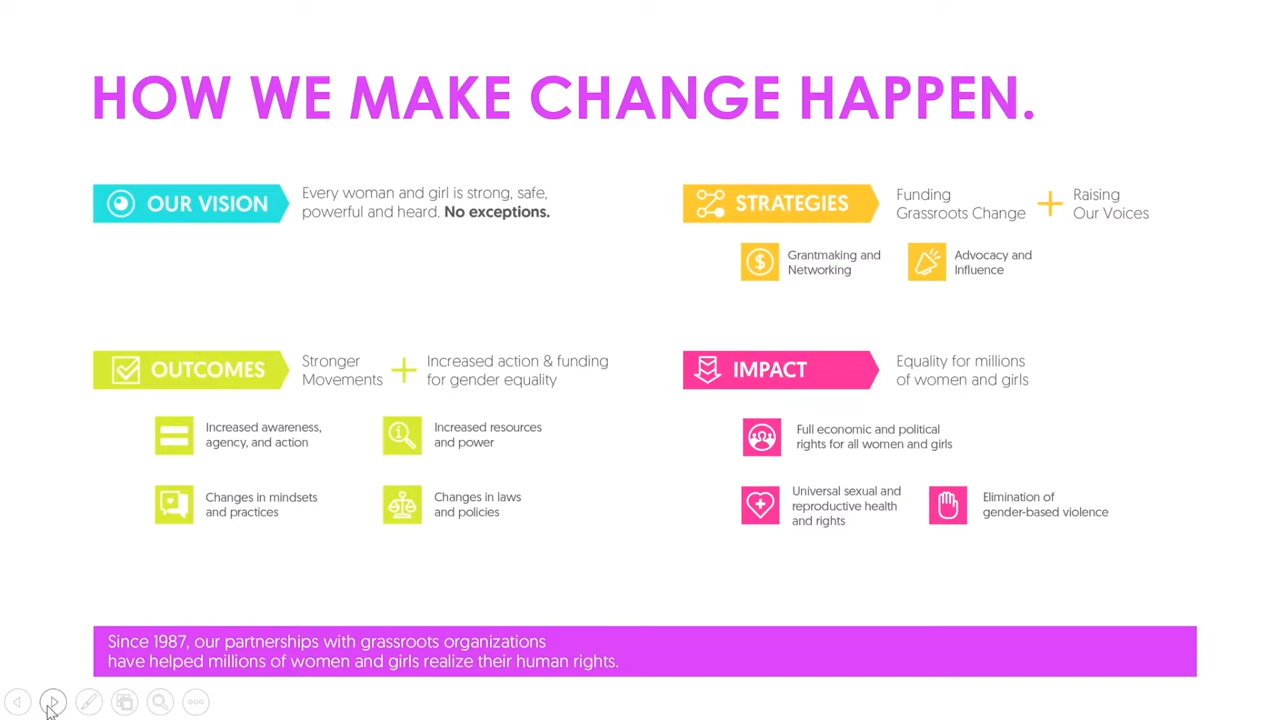 HOW WE MAKE CHANGE HAPPEN.
OUR VISION
Every woman and girl is strong, safe,
powerful and heard. No exceptions.
STRATEGIES
Funding
Grassroots Change
+
Raising
Our Voices
Grantmaking and
Networking
Advocacy and
Influence
OUTCOMES
Stronger
Movements
+
Increased action & funding
for gender equality
Increased awareness,
agency, and action
Increased resources
and power
Changes in mindsets
and practices
Changes in laws
and policies
IMPACT
Equality for millions
of women and girls
Full economic and political
rights for all women and girls
Universal sexual and
reproductive health
and rights
Elimination of
gender-based violence
Since 1987, our partnerships with grassroots organizations
have helped millions of women and girls realize their human rights.